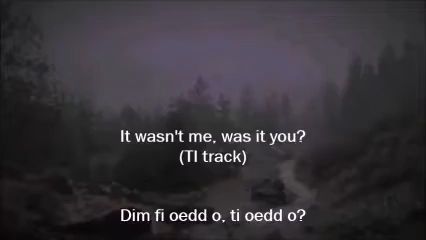 It wasn't me, was it you?
(TI track)
Dim fi oedd o, ti oedd o?